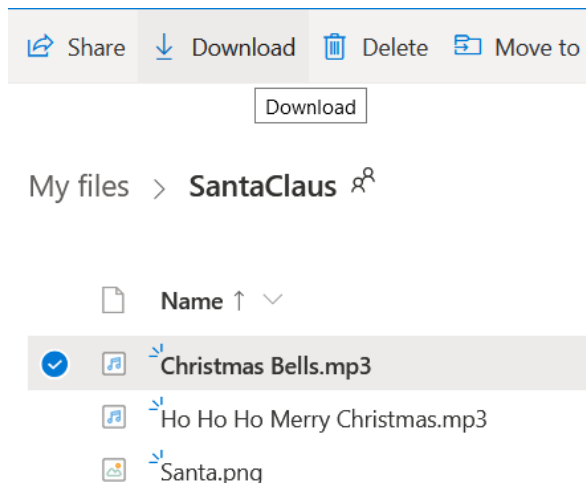 Share Download Delete Move to
Download
My files > SantaClaus
Name ↑
Christmas Bells.mp3
Ho Ho Ho Merry Christmas.mp3
Santa.png